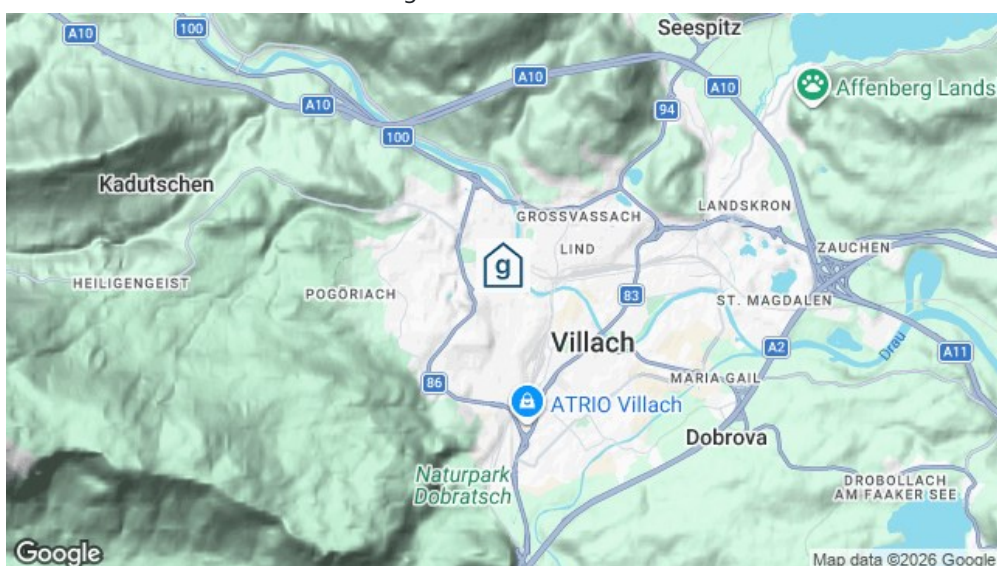 Seespitz
A10
100
A10
A10
Affenberg Lands
A10
94
100
Kadutschen
LANDSKRON
GROSSVASSACH
ZAUCHEN
LIND
g
HEILIGENGEIST
POGÖRIACH
83
ST. MAGDALEN
Villach
A2
Drau
A11
86
MARIA GAIL
ATRIO Villach
Dobrova
Naturpark
Dobratsch
DROBOLLACH
AM FAAKER SEE
Google
Map data ©2026 Google